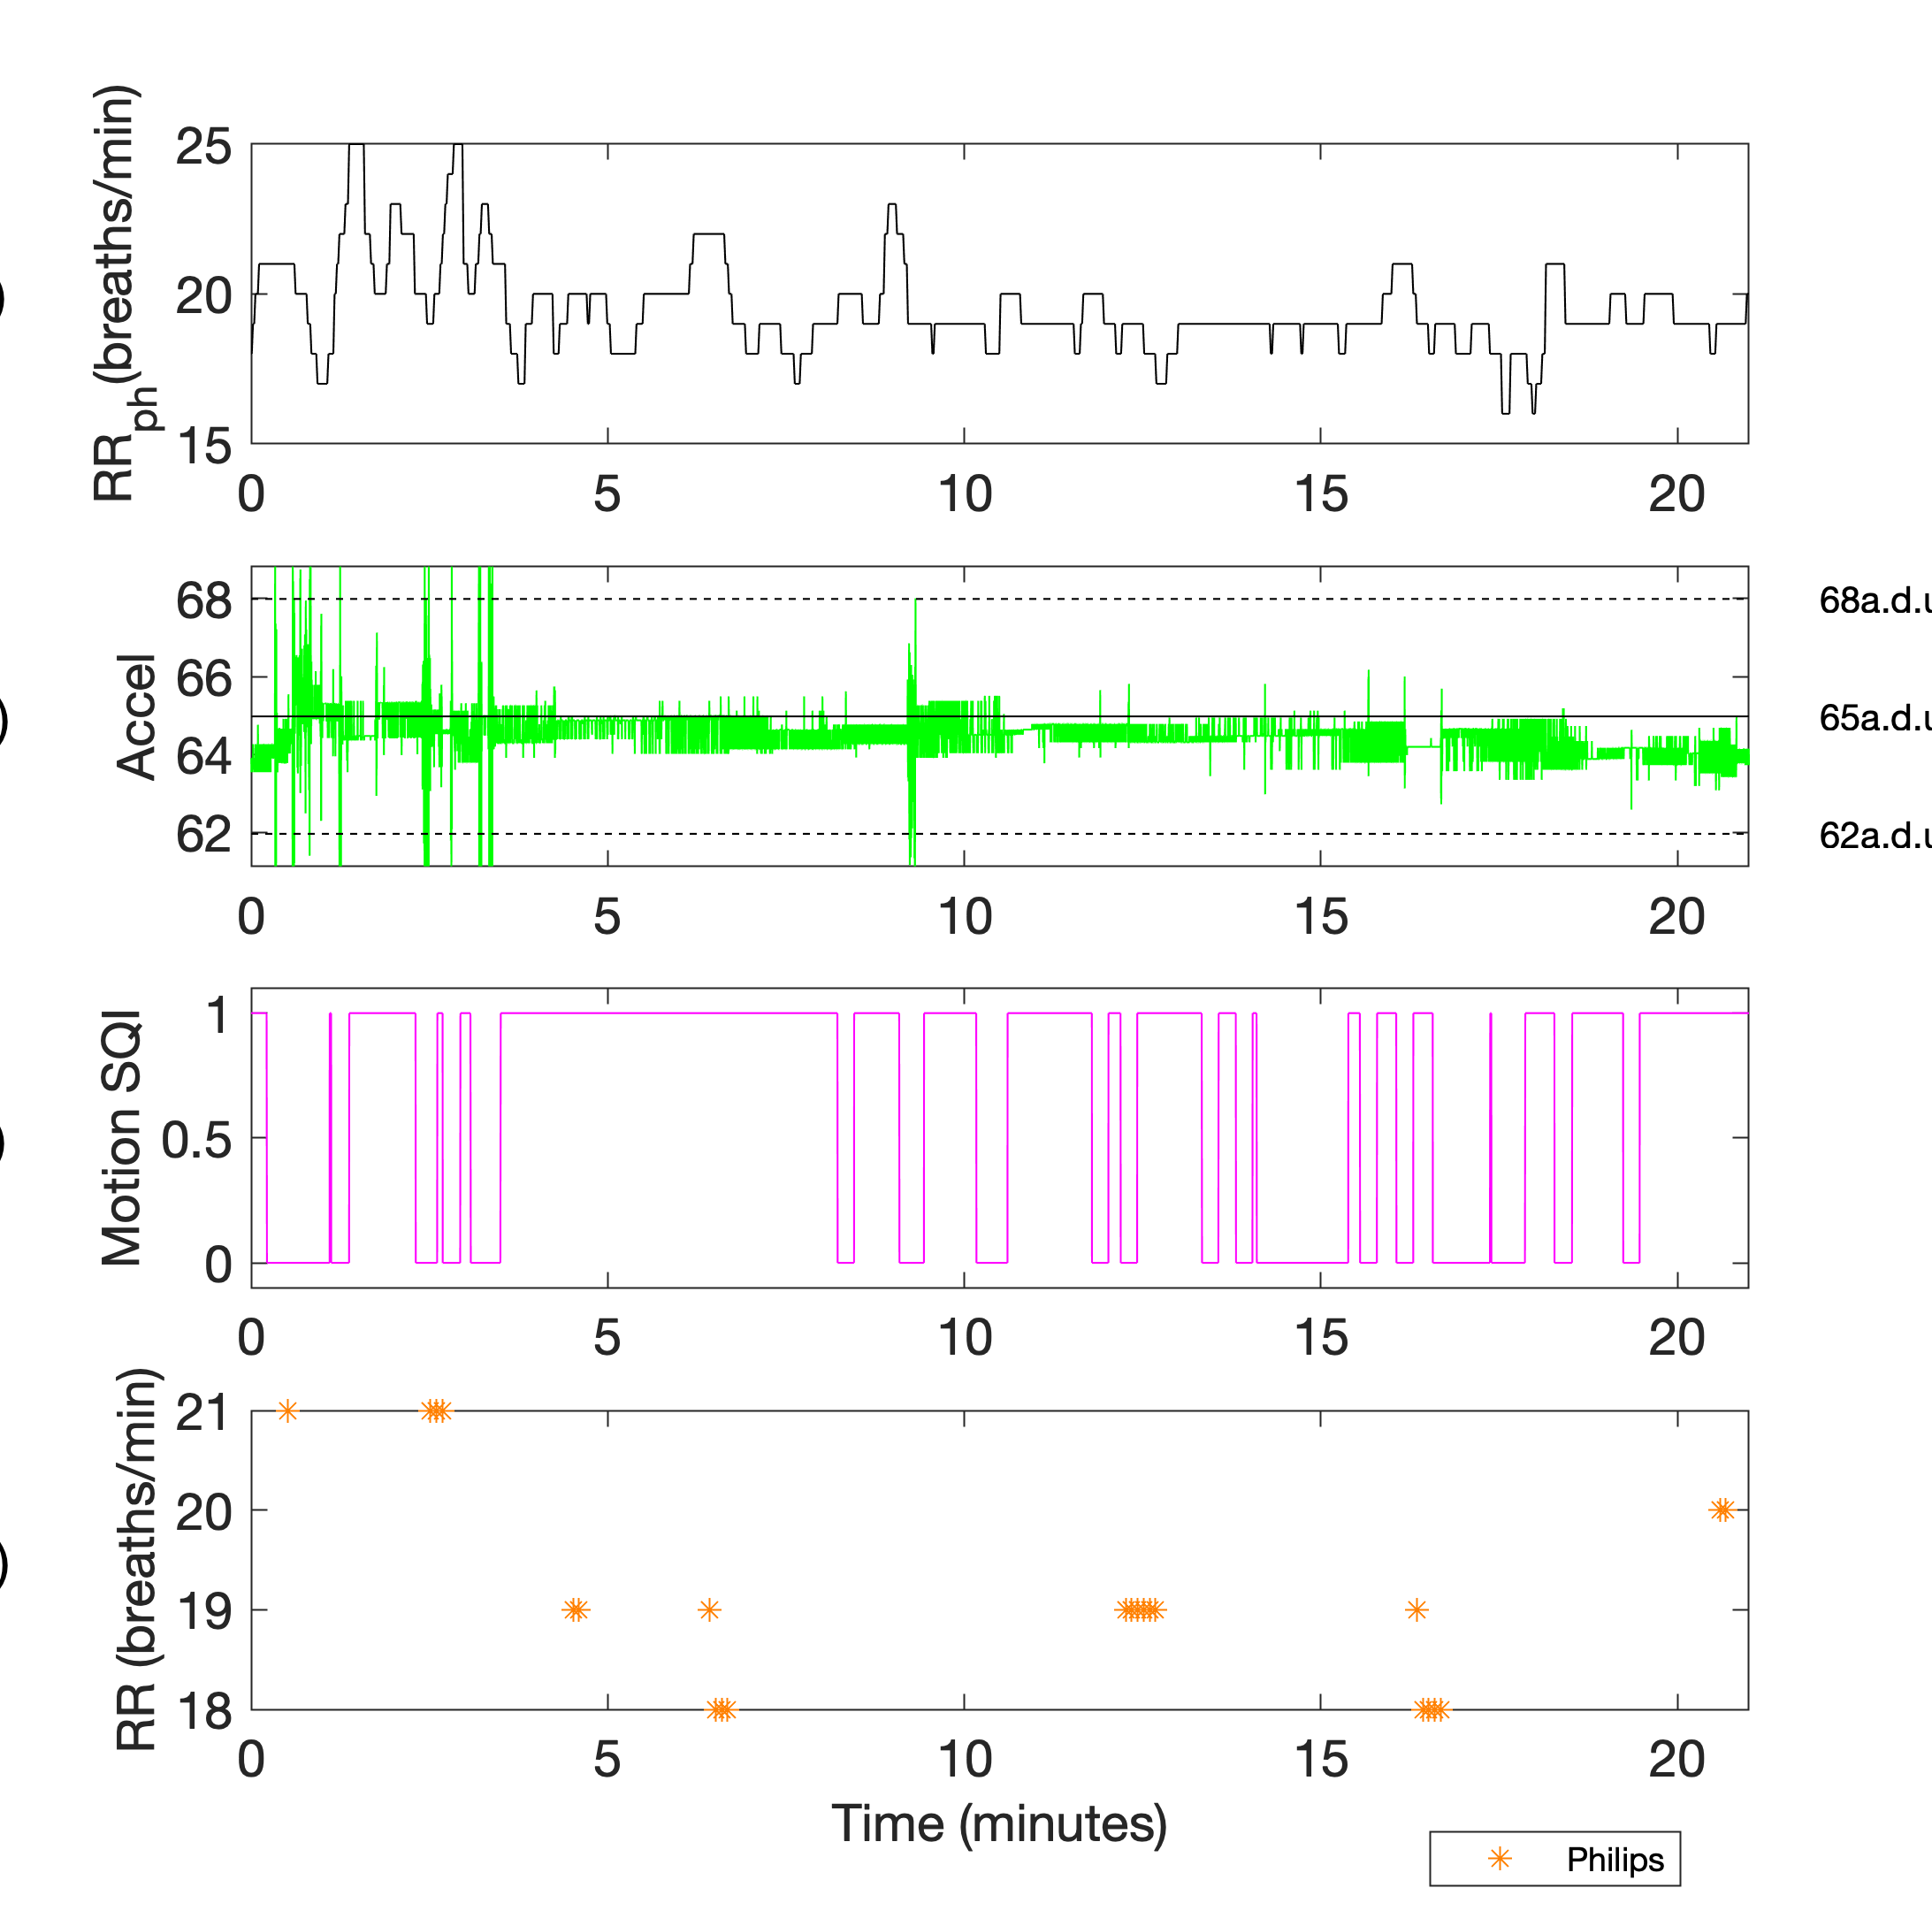 RRph (breaths/min)
25
20
15
0 5 10 15 20
Accel
68
66
64
62
68a.d.u
65a.d.u
62a.d.u
0 5 10 15 20
Motion SQI
1
0.5
0
0 5 10 15 20
RR (breaths/min)
21
20
19
18
0 5 10 15 20
Time (minutes)
Philips